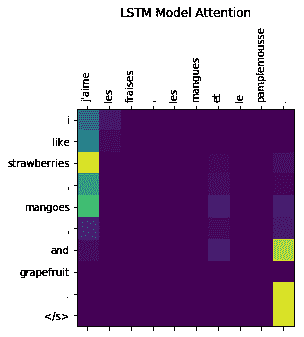 LSTM Model Attention
j'aime
les
fraises
,
les
mangues
et
le
pamplemousse
.
i
like
strawberries
,
mangoes
,
and
grapefruit
.
</s>